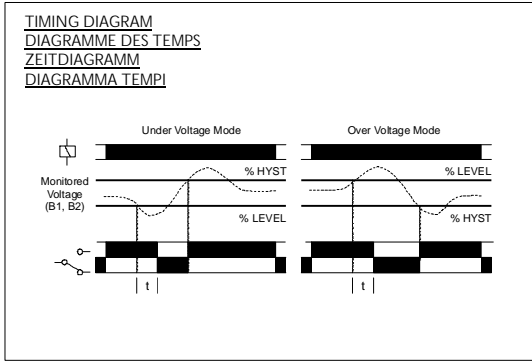 TIMING DIAGRAM
DIAGRAMME DES TEMPS
ZEITDIAGRAMM
DIAGRAMMA TEMPI
Under Voltage Mode
Over Voltage Mode
Monitored
Voltage
(B1, B2)
% HYST
% LEVEL
% LEVEL
% HYST
t
t